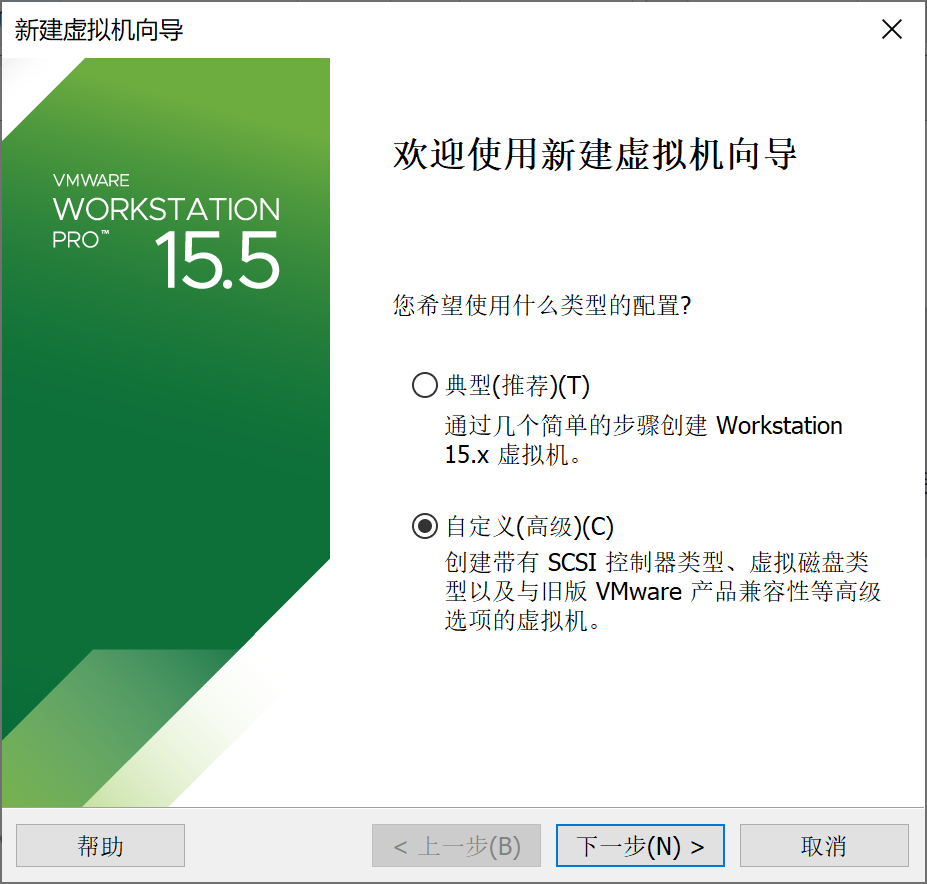 新建虚拟机向导
VMWARE
WORKSTATION
PRO™ 15.5
欢迎使用新建虚拟机向导
您希望使用什么类型的配置?
典型(推荐)(T)
通过几个简单的步骤创建 Workstation
15.x 虚拟机。
自定义(高级)(C)
创建带有 SCSI 控制器类型、虚拟磁盘类
型以及与旧版 VMware 产品兼容性等高级
选项的虚拟机。
帮助
< 上一步(B)
下一步(N) >
取消